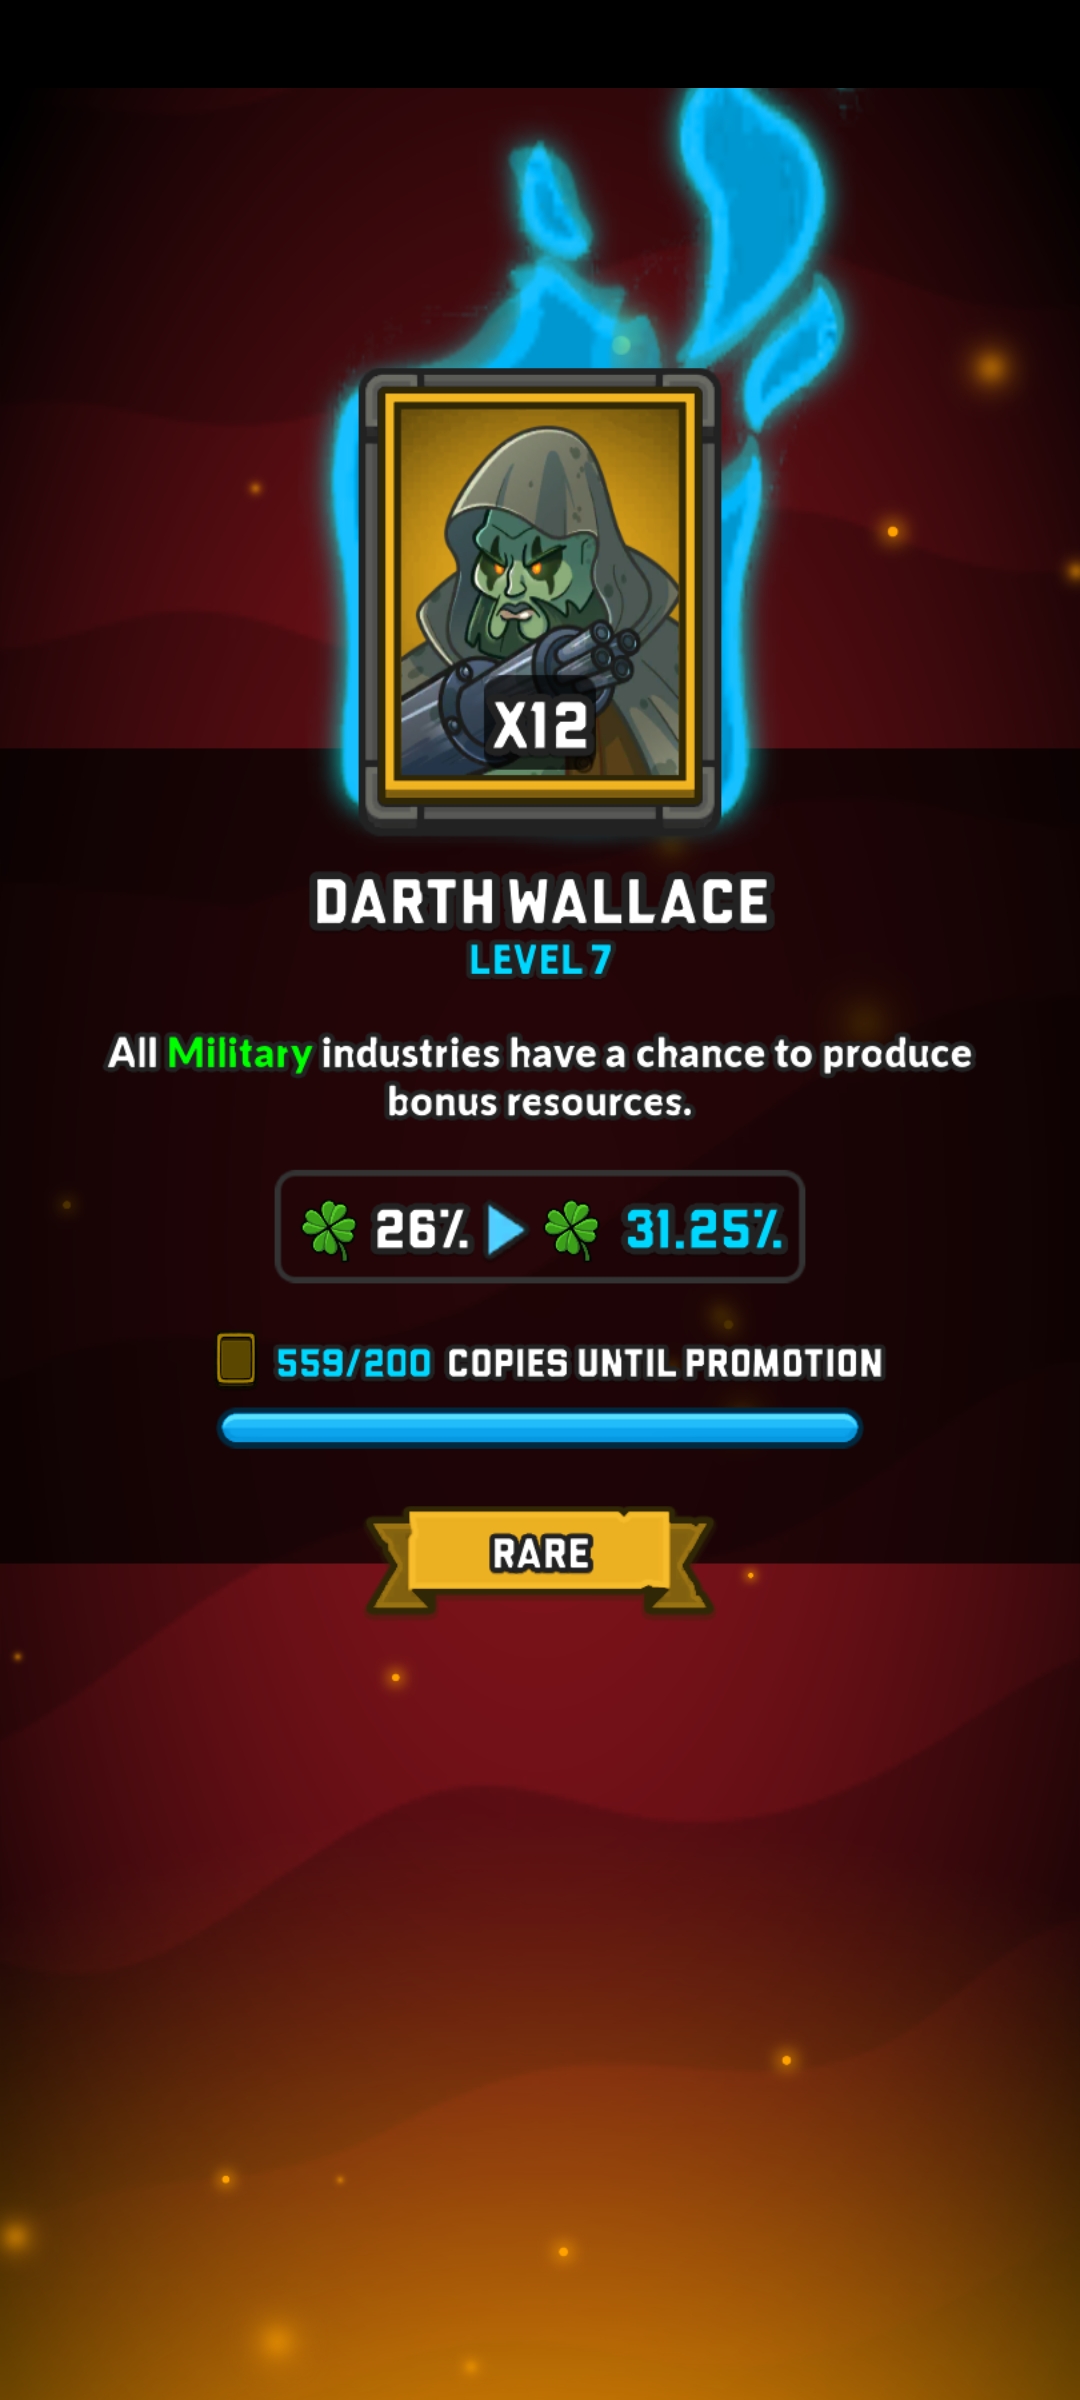 X12
DARTH WALLACE
LEVEL 7
All Military industries have a chance to produce
bonus resources.
26% 31.25%
559/200 COPIES UNTIL PROMOTION
RARE